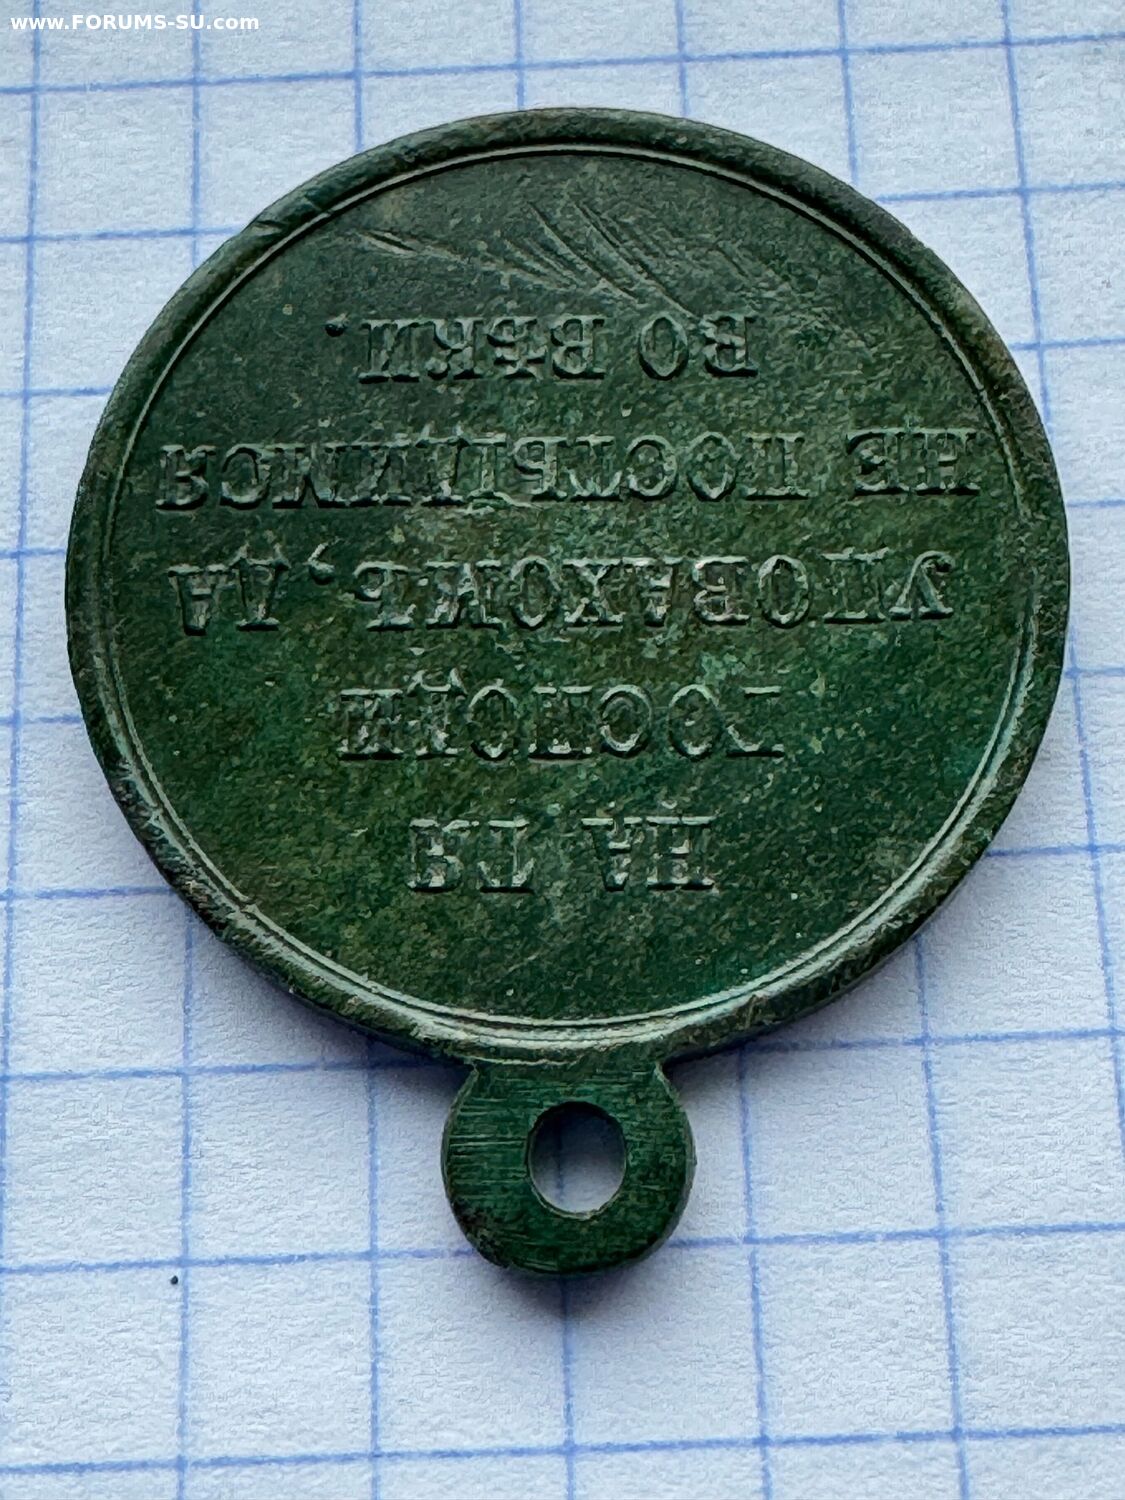 www.FORUMS-SU.com
НА ТЯ
ГОСПОДИ
УПОВАХОМЪ, ДА
НЕ ПОСТЫДИМСЯ
ВО ВѢКИ.